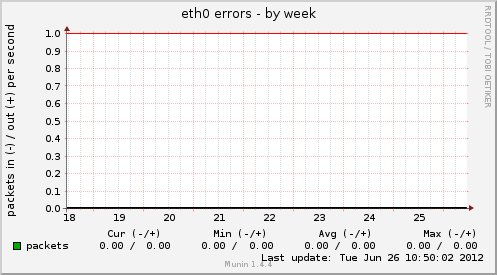 eth0 errors - by week
RRDTOOL / TOBI OETIKER
packets in (-) / out (+) per second
1.0
0.9
0.8
0.7
0.6
0.5
0.4
0.3
0.2
0.1
0.0
18 19 20 21 22 23 24 25
Cur (-/+) Min (-/+) Avg (-/+) Max (-/+)
packets 0.00 / 0.00 0.00 / 0.00 0.00 / 0.00 0.00 / 0.00
Last update: Tue Jun 26 10:50:02 2012
Munin 1.4.4